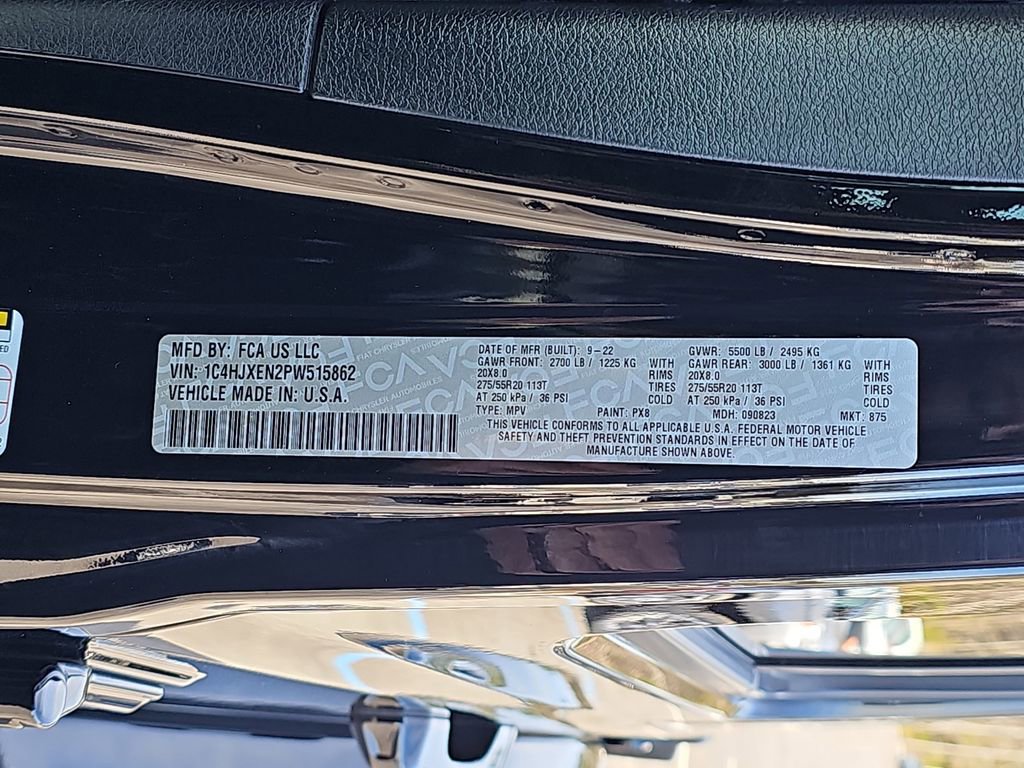 MFD BY: FCA US LLC
VIN: 1C4HJXEN2PW515862
VEHICLE MADE IN: U.S.A.
DATE OF MFR (BUILT): 9-22
GAWR FRONT: 2700 LB / 1225 KG WITH
20X8.0 RIMS
275/55R20 113T TIRES
AT 250 kPa / 36 PSI COLD
TYPE: MPV PAINT: PX8
GVWR: 5500 LB / 2495 KG
GAWR REAR: 3000 LB / 1361 KG WITH
20X8.0 RIMS
275/55R20 113T TIRES
AT 250 kPa / 36 PSI COLD
MDH: 090823 MKT: 875
THIS VEHICLE CONFORMS TO ALL APPLICABLE U.S.A. FEDERAL MOTOR VEHICLE
SAFETY AND THEFT PREVENTION STANDARDS IN EFFECT ON THE DATE OF
MANUFACTURE SHOWN ABOVE.